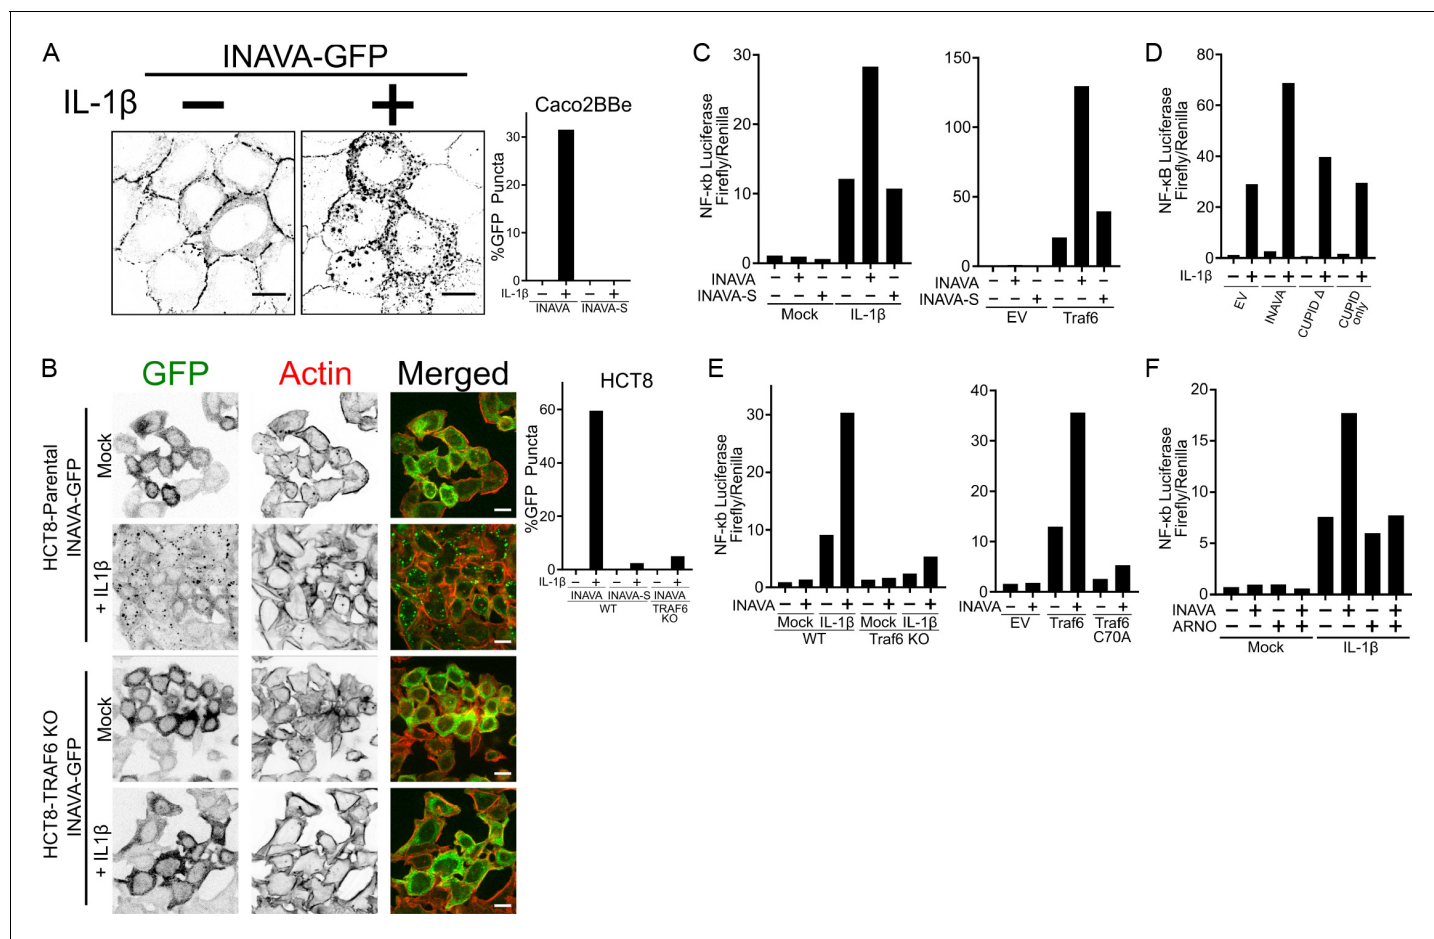 A
INAVA-GFP
IL-1β − +
Caco2BBe
%GFP Puncta
30
20
10
0
IL-1β − + − +
INAVA INAVA-S
B
GFP Actin Merged
HCT8-Parental
INAVA-GFP
Mock
+ IL1β
HCT8-TRAF6 KO
INAVA-GFP
Mock
+ IL1β
HCT8
%GFP Puncta
60
40
20
0
IL-1β − + − + − +
INAVA INAVA-S INAVA
WT TRAF6
KO
C
NF-κb Luciferase
Firefly/Renilla
30
20
10
0
INAVA − + − − + −
INAVA-S − − + − − +
Mock IL-1β
150
100
50
0
INAVA − + − − + −
INAVA-S − − + − − +
EV Traf6
D
NF-κB Luciferase
Firefly/Renilla
80
60
40
20
0
IL-1β − + − + − + − +
EV
INAVA
CUPID Δ
CUPID
only
E
NF-κb Luciferase
Firefly/Renilla
30
20
10
0
INAVA − + − + − + − +
Mock IL-1β Mock IL-1β
WT Traf6 KO
40
30
20
10
0
INAVA − + − + − +
EV Traf6 Traf6
C70A
F
NF-κb Luciferase
Firefly/Renilla
20
15
10
5
0
INAVA − + − + − + − +
ARNO − − + + − − + +
Mock IL-1β